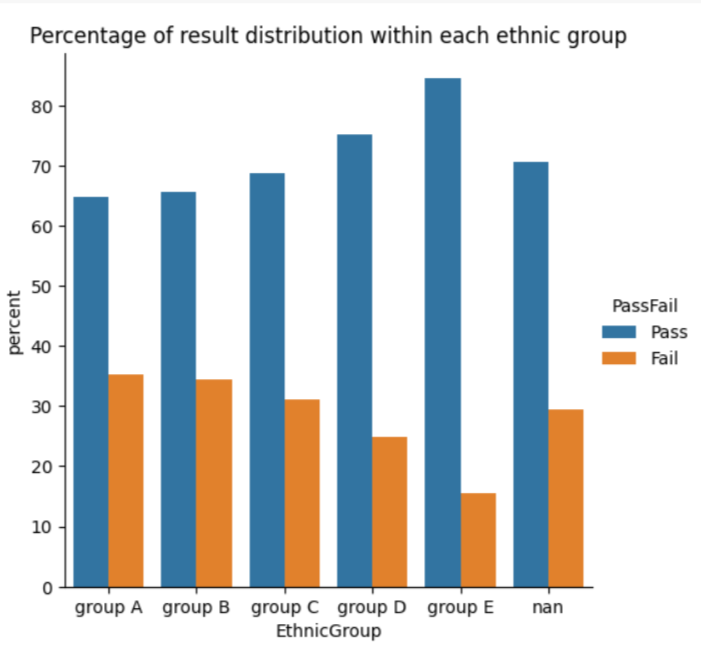 Percentage of result distribution within each ethnic group
80
70
60
50
40
30
20
10
0
percent
group A group B group C group D group E nan
EthnicGroup
PassFail
Pass
Fail